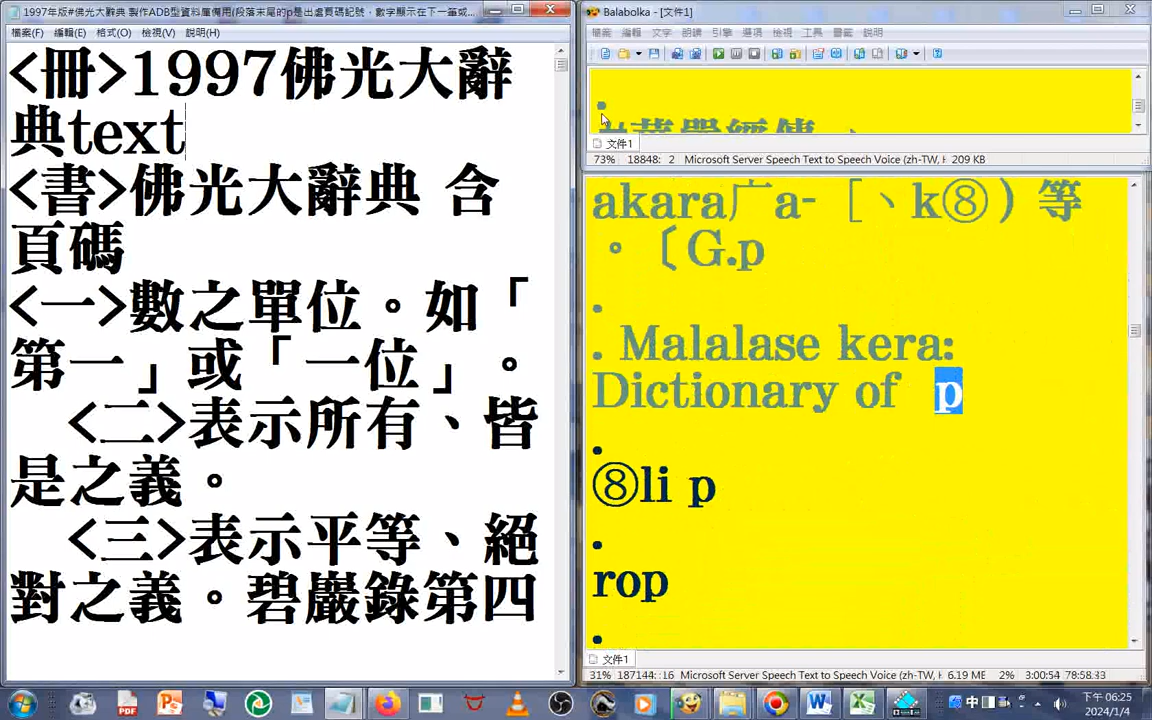 1997年版#佛光大辭典 製作ADB型資料庫備用(段落末尾的p是出處頁碼記號，數字顯示在下一筆或...
檔案(F) 編輯(E) 格式(O) 檢視(V) 說明(H)
<冊>1997佛光大辭
典text
<書>佛光大辭典 含
頁碼
<一>數之單位。如「
第一」或「一位」。
<二>表示所有、皆
是之義。
<三>表示平等、絕
對之義。碧巖錄第四
Balabolka - [文件1]
檔案 編輯 文字 朗讀 引擎 選項 檢視 工具 書籤 說明
.
文件1
73% 18848: 2 Microsoft Server Speech Text to Speech Voice (zh-TW, H 209 KB
akara广a-［丶k⑧）等
。〔G.p
.
. Malalase kera:
Dictionary of p
.
⑧li p
.
rop
.
文件1
31% 187144: :16 Microsoft Server Speech Text to Speech Voice (zh-TW, H 6.19 ME 2% 3:00:54 78:58:33
PDF
中
下午 06:25
2024/1/4